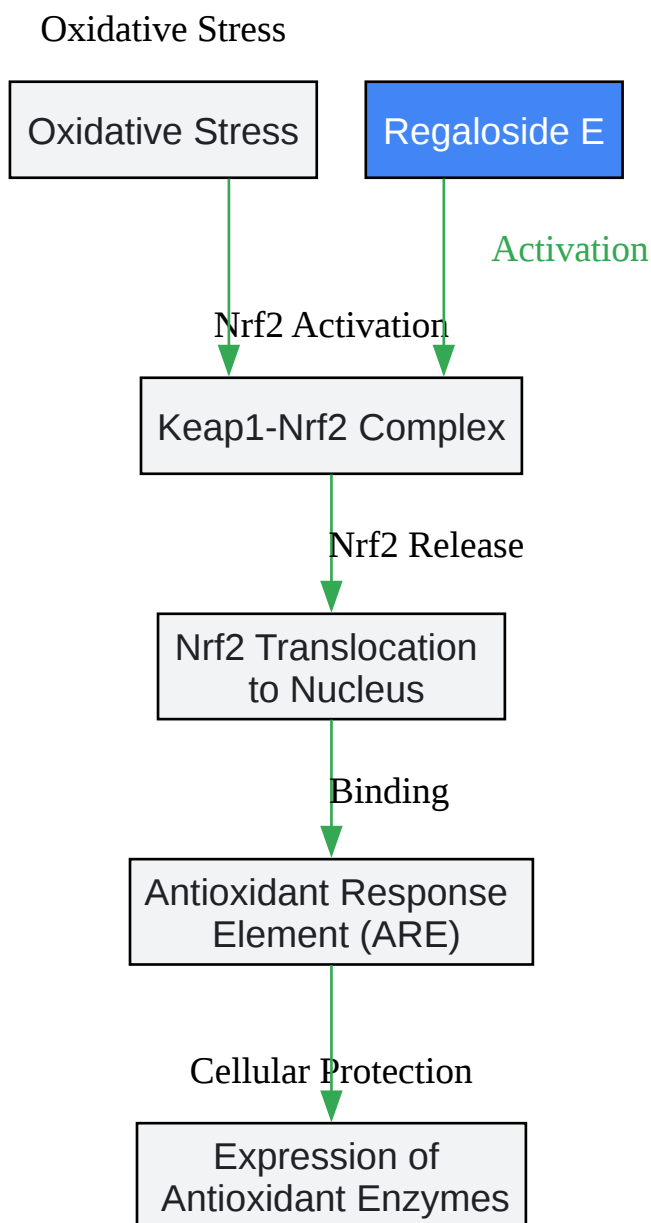 Oxidative Stress
Oxidative Stress
Regaloside E
Activation
Nrf2 Activation
Keap1-Nrf2 Complex
Nrf2 Release
Nrf2 Translocation
to Nucleus
Binding
Antioxidant Response
Element (ARE)
Cellular Protection
Expression of
Antioxidant Enzymes